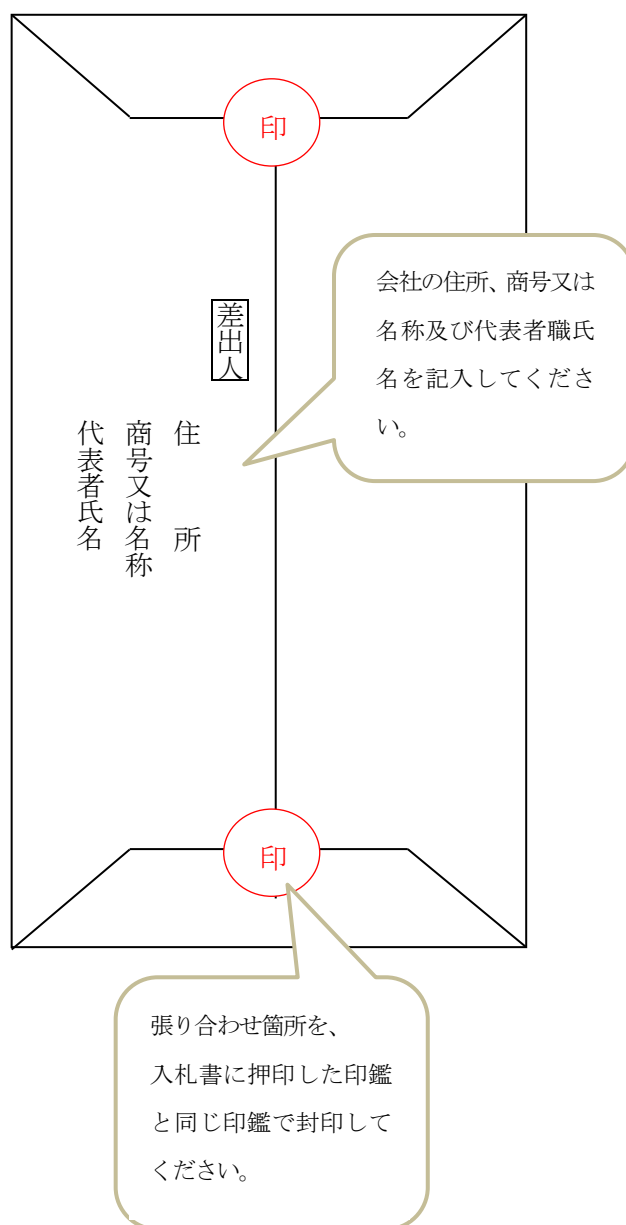 印
会社の住所、商号又は
名称及び代表者職氏
名を記入してくださ
い。
差出人
住所
商号又は名称
代表者氏名
印
張り合わせ箇所を、
入札書に押印した印鑑
と同じ印鑑で封印して
ください。